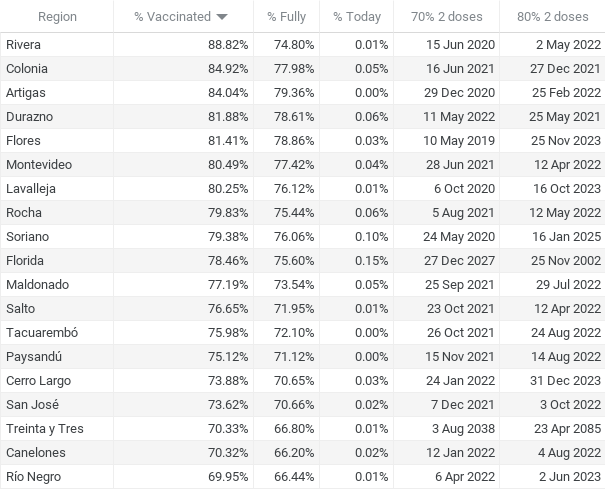 Region % Vaccinated % Fully % Today 70% 2 doses 80% 2 doses
Rivera 88.82% 74.80% 0.01% 15 Jun 2020 2 May 2022
Colonia 84.92% 77.98% 0.05% 16 Jun 2021 27 Dec 2021
Artigas 84.04% 79.36% 0.00% 29 Dec 2020 25 Feb 2022
Durazno 81.88% 78.61% 0.06% 11 May 2022 25 May 2021
Flores 81.41% 78.86% 0.03% 10 May 2019 25 Nov 2023
Montevideo 80.49% 77.42% 0.04% 28 Jun 2021 12 Apr 2022
Lavalleja 80.25% 76.12% 0.01% 6 Oct 2020 16 Oct 2023
Rocha 79.83% 75.44% 0.06% 5 Aug 2021 12 May 2022
Soriano 79.38% 76.06% 0.10% 24 May 2020 16 Jan 2025
Florida 78.46% 75.60% 0.15% 27 Dec 2027 25 Nov 2002
Maldonado 77.19% 73.54% 0.05% 25 Sep 2021 29 Jul 2022
Salto 76.65% 71.95% 0.01% 23 Oct 2021 12 Apr 2022
Tacuarembó 75.98% 72.10% 0.00% 26 Oct 2021 24 Aug 2022
Paysandú 75.12% 71.12% 0.00% 15 Nov 2021 14 Aug 2022
Cerro Largo 73.88% 70.65% 0.03% 24 Jan 2022 31 Dec 2023
San José 73.62% 70.66% 0.02% 7 Dec 2021 3 Oct 2022
Treinta y Tres 70.33% 66.80% 0.01% 3 Aug 2038 23 Apr 2085
Canelones 70.32% 66.20% 0.02% 12 Jan 2022 4 Aug 2022
Río Negro 69.95% 66.44% 0.01% 6 Apr 2022 2 Jun 2023